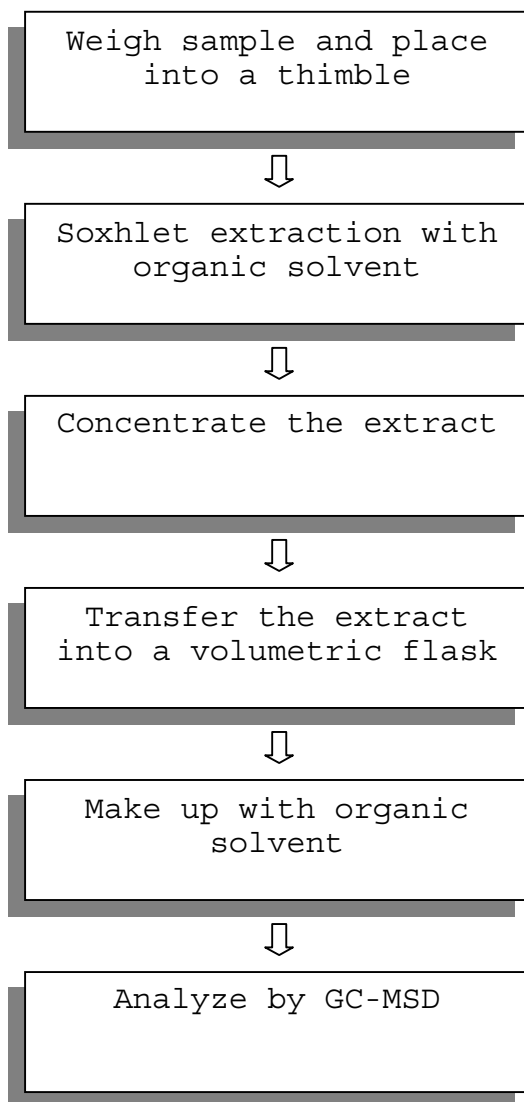 Weigh sample and place
into a thimble
Soxhlet extraction with
organic solvent
Concentrate the extract
Transfer the extract
into a volumetric flask
Make up with organic
solvent
Analyze by GC-MSD